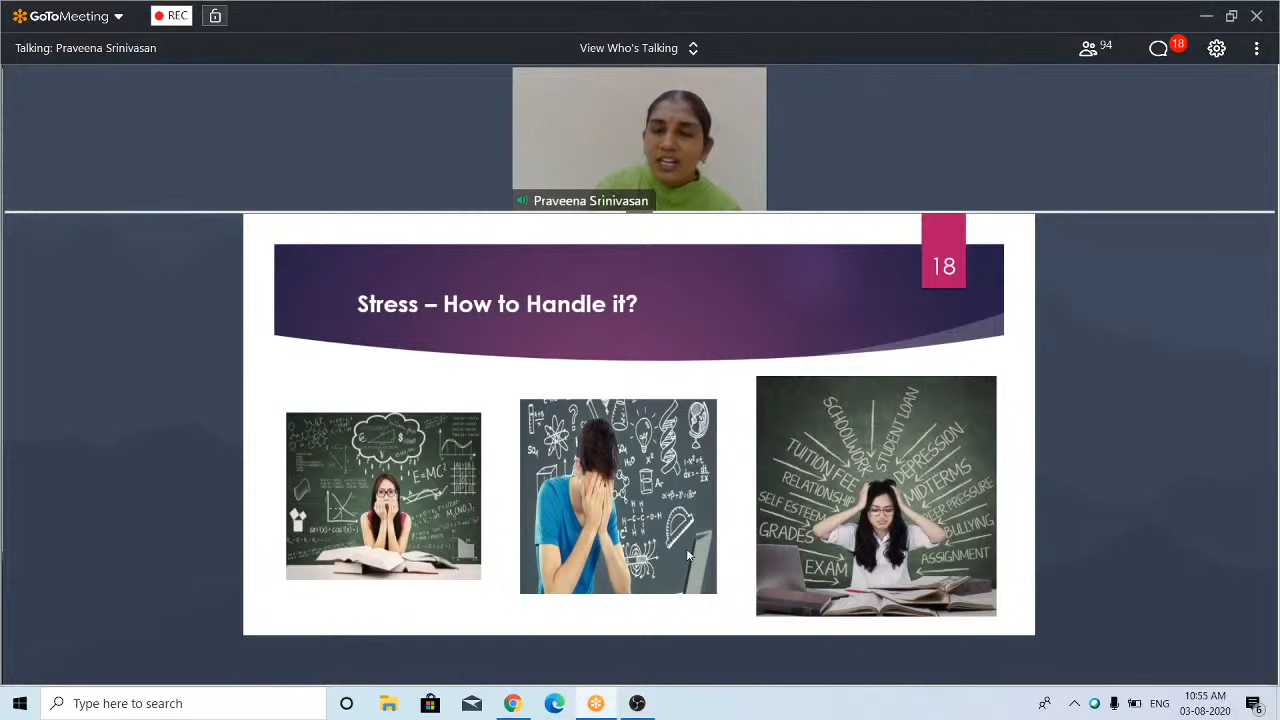 GoToMeeting
REC
Talking: Praveena Srinivasan
View Who's Talking
94
18
Praveena Srinivasan
18
Stress – How to Handle it?
€
$
E=MC²
SCHOOLWORK
STUDENT LOAN
TUITION FEE
DEPRESSION
RELATIONSHIP
MIDTERMS
SELF ESTEEM
PEER PRESSURE
GRADES
BULLYING
EXAM
ASSIGNMENT
Type here to search
ENG
10:55 AM
03-08-2020
6